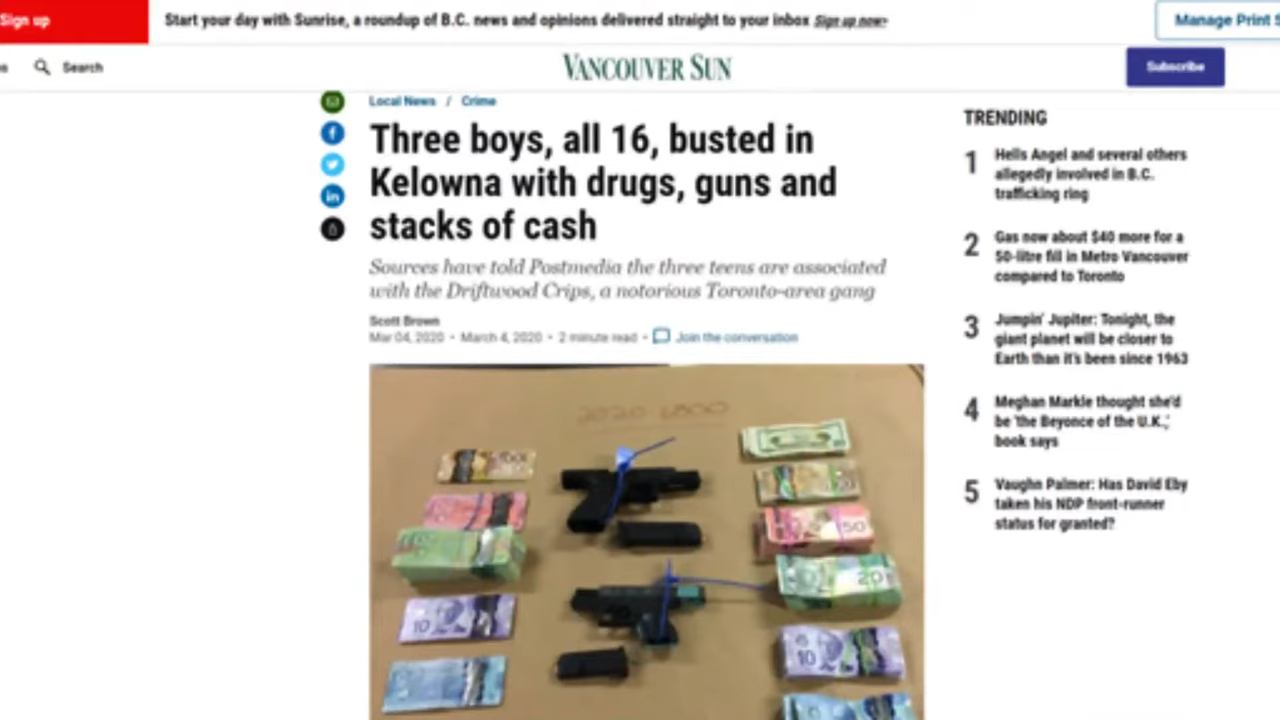 Sign up
Start your day with Sunrise, a roundup of B.C. news and opinions delivered straight to your inbox Sign up now›
Manage Print S
s
Search
VANCOUVER SUN
Subscribe
Local News / Crime
Three boys, all 16, busted in
Kelowna with drugs, guns and
stacks of cash
Sources have told Postmedia the three teens are associated
with the Driftwood Crips, a notorious Toronto-area gang
Scott Brown
Mar 04, 2020 • March 4, 2020 • 2 minute read •
Join the conversation
2020-6800
100
50
20
10
10
TRENDING
1
Hells Angel and several others
allegedly involved in B.C.
trafficking ring
2
Gas now about $40 more for a
50-litre fill in Metro Vancouver
compared to Toronto
3
Jumpin' Jupiter: Tonight, the
giant planet will be closer to
Earth than it's been since 1963
4
Meghan Markle thought she'd
be 'the Beyonce of the U.K.,'
book says
5
Vaughn Palmer: Has David Eby
taken his NDP front-runner
status for granted?